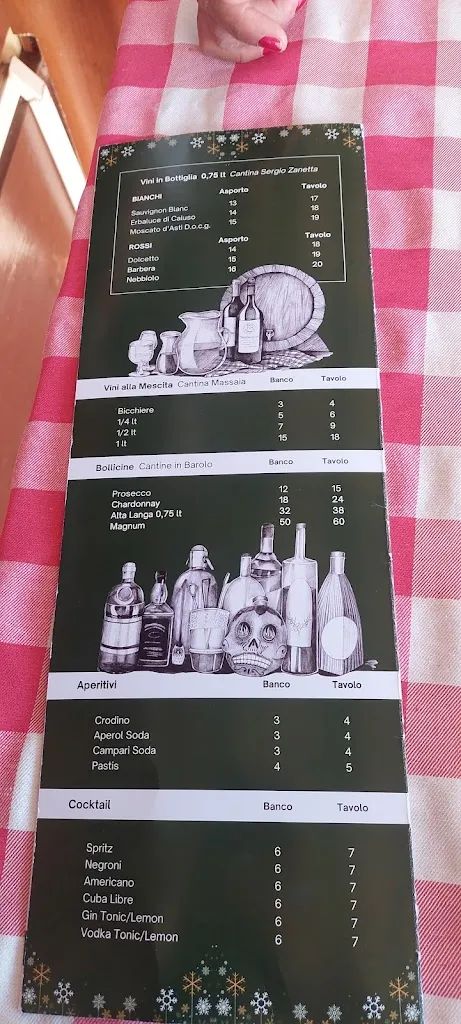 Vini in Bottiglia 0,75 lt Cantina Sergio Zanetta
BIANCHI Asporto Tavolo
Sauvignon Blanc 13 17
Erbaluce di Caluso 14 18
Moscato d'Asti D.o.c.g. 15 19
ROSSI Asporto Tavolo
Dolcetto 14 18
Barbera 15 19
Nebbiolo 16 20
Vini alla Mescita Cantina Massaia Banco Tavolo
Bicchiere 3 4
1/4 lt 5 6
1/2 lt 7 9
1 lt 15 18
Bollicine Cantine in Barolo Banco Tavolo
Prosecco 12 15
Chardonnay 18 24
Alta Langa 0,75 lt 32 38
Magnum 50 60
Aperitivi Banco Tavolo
Crodino 3 4
Aperol Soda 3 4
Campari Soda 3 4
Pastis 4 5
Cocktail Banco Tavolo
Spritz 6 7
Negroni 6 7
Americano 6 7
Cuba Libre 6 7
Gin Tonic/Lemon 6 7
Vodka Tonic/Lemon 6 7